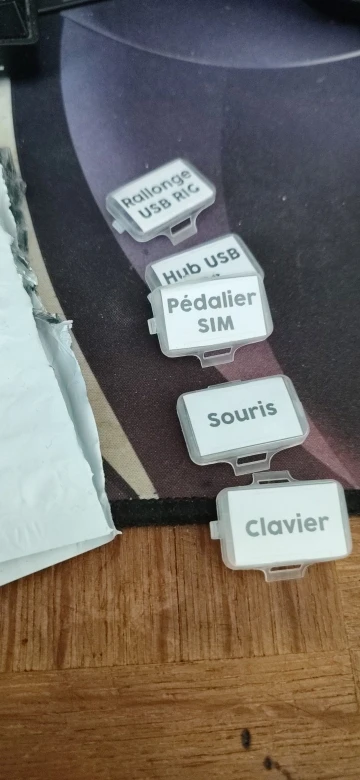 Rallonge
USB RIG
Hub USB
Pédalier
SIM
Souris
Clavier